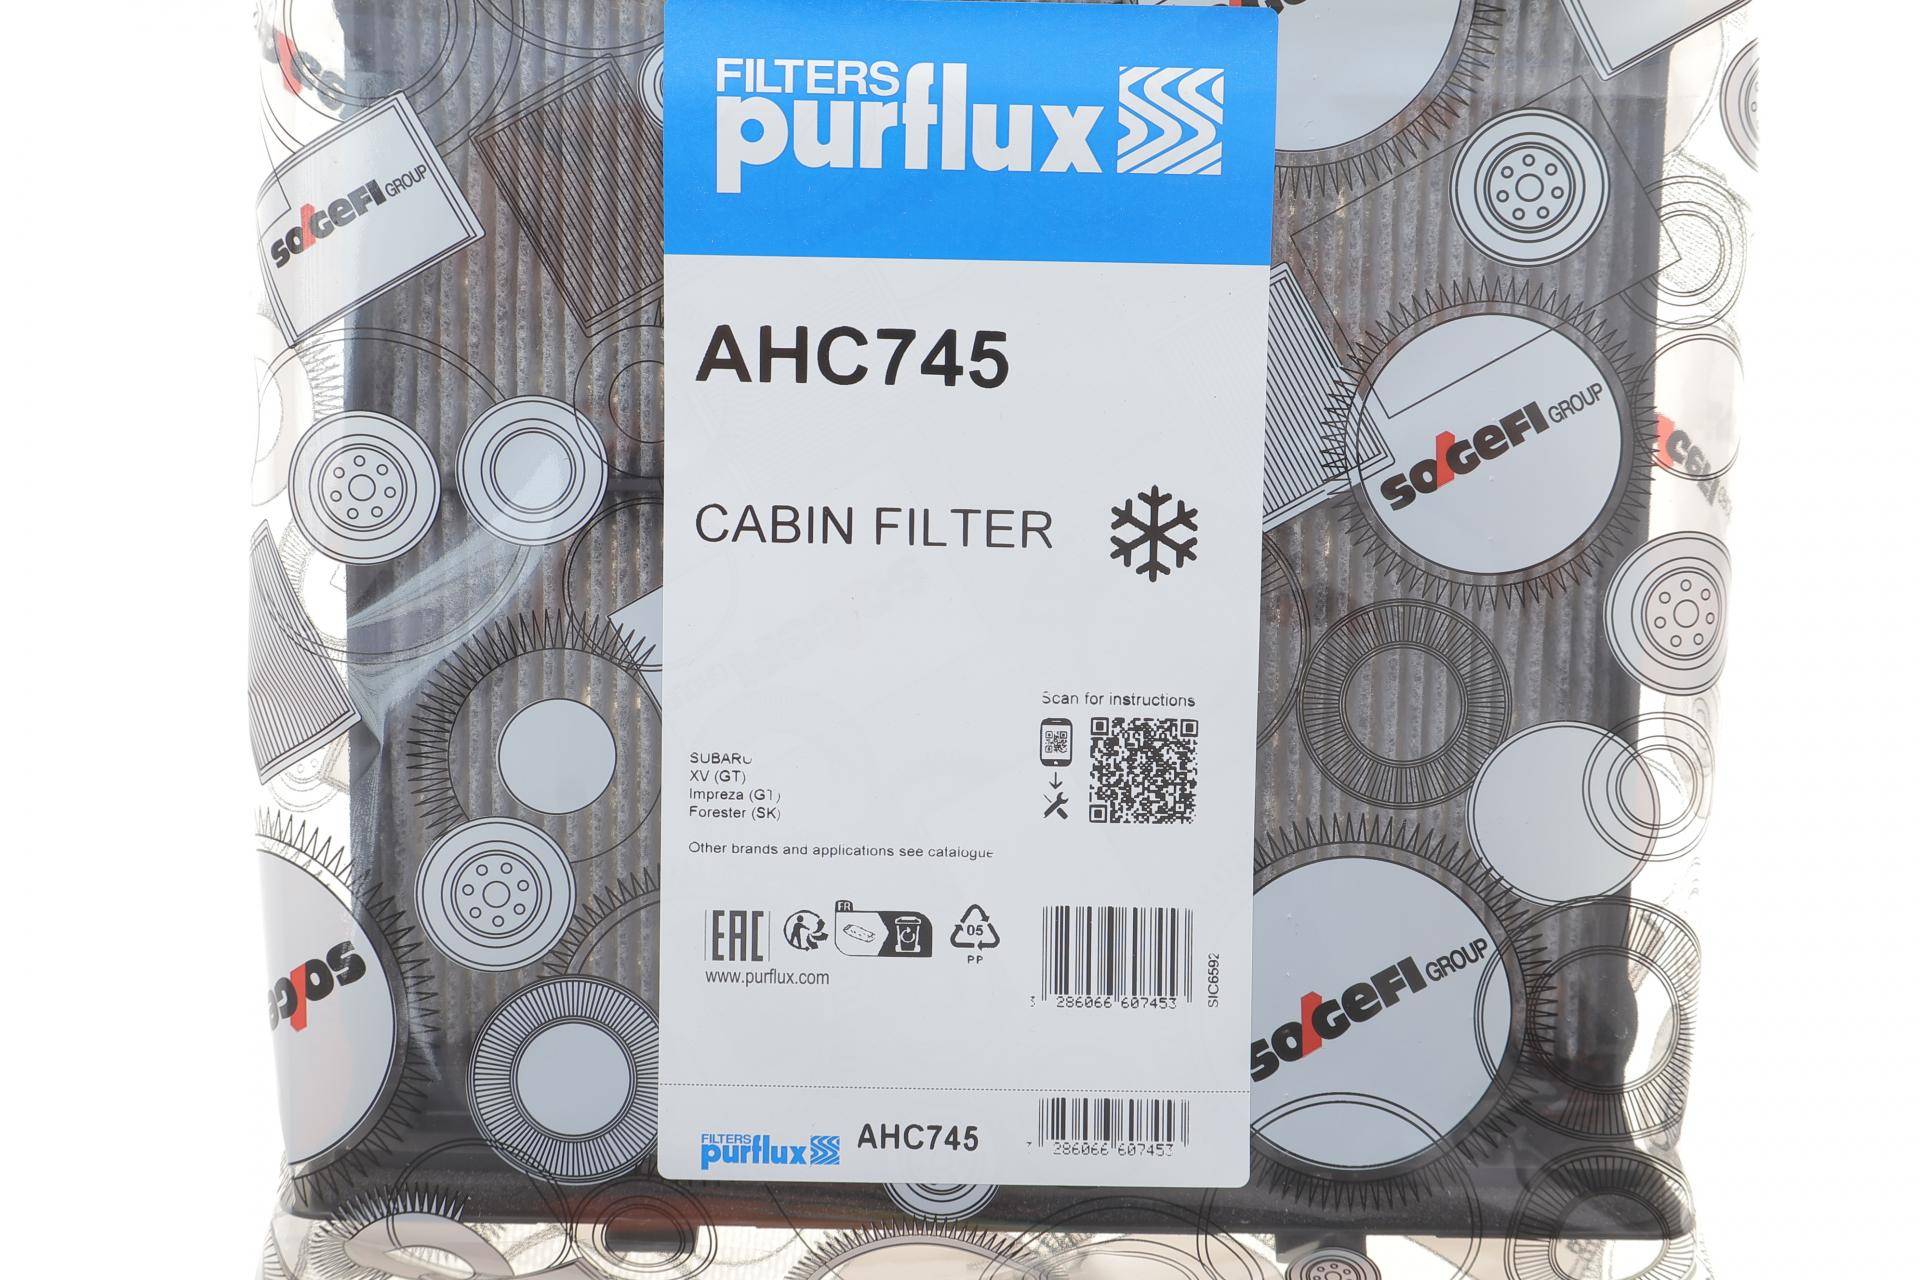 FILTERS
purflux
AHC745
CABIN FILTER
Scan for instructions
SUBARU
XV (GT)
Impreza (GT)
Forester (SK)
Other brands and applications see catalogue
EAC
FR
05
PP
www.purflux.com
3 286066 607453
SIC6592
FILTERS
purflux
AHC745
286066 607453
SOGEFI GROUP
SOGEFI GROUP
SOGEFI GROUP